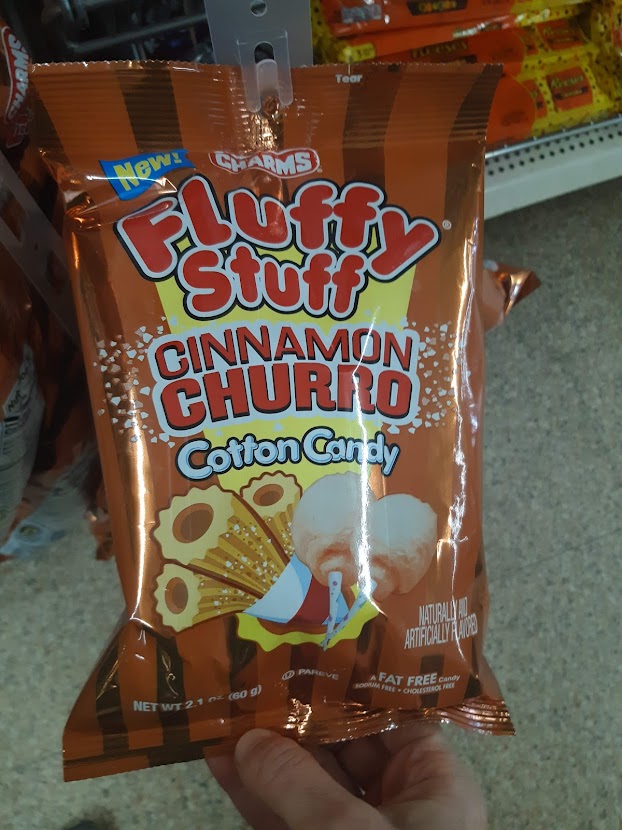 Tear
New!
CHARMS
Fluffy
Stuff
CINNAMON
CHURRO
Cotton Candy
NATURALLY AND
ARTIFICIALLY FLAVORED
U PAREVE
A FAT FREE Candy
SODIUM FREE • CHOLESTEROL FREE
NET WT 2.1 oz (60 g)
REESE'S